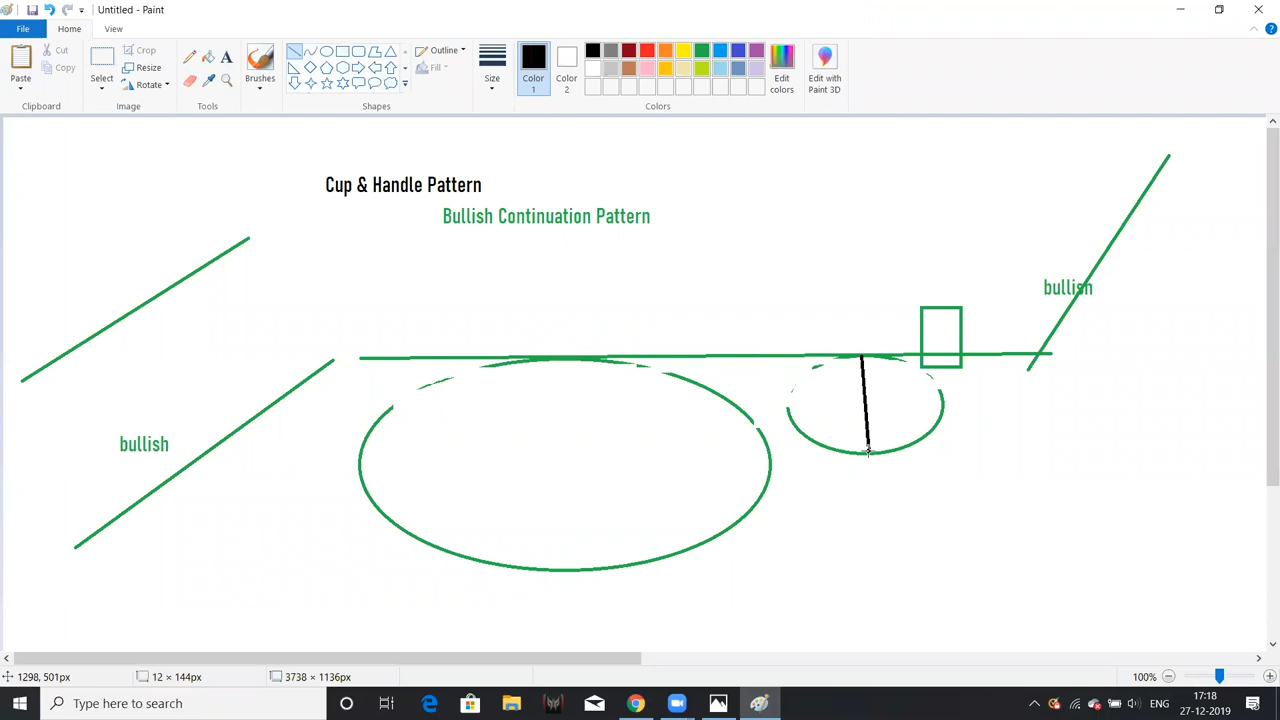 Untitled - Paint
File
Home
View
Paste
Cut
Copy
Clipboard
Select
Crop
Resize
Rotate
Image
Tools
Brushes
Outline
Fill
Shapes
Size
Color 1
Color 2
Edit colors
Colors
Edit with Paint 3D
Cup & Handle Pattern
Bullish Continuation Pattern
bullish
bullish
1298, 501px
12 × 144px
3738 × 1136px
100%
Type here to search
ENG
17:18
27-12-2019